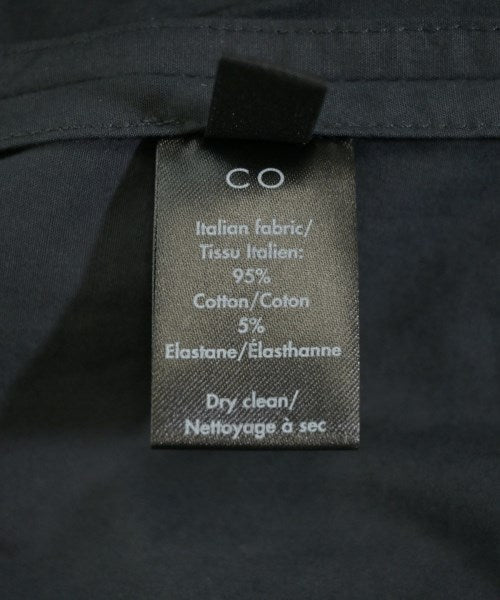 CO
Italian fabric/
Tissu Italien:
95%
Cotton/Coton
5%
Elastane/Élasthanne
Dry clean/
Nettoyage à sec